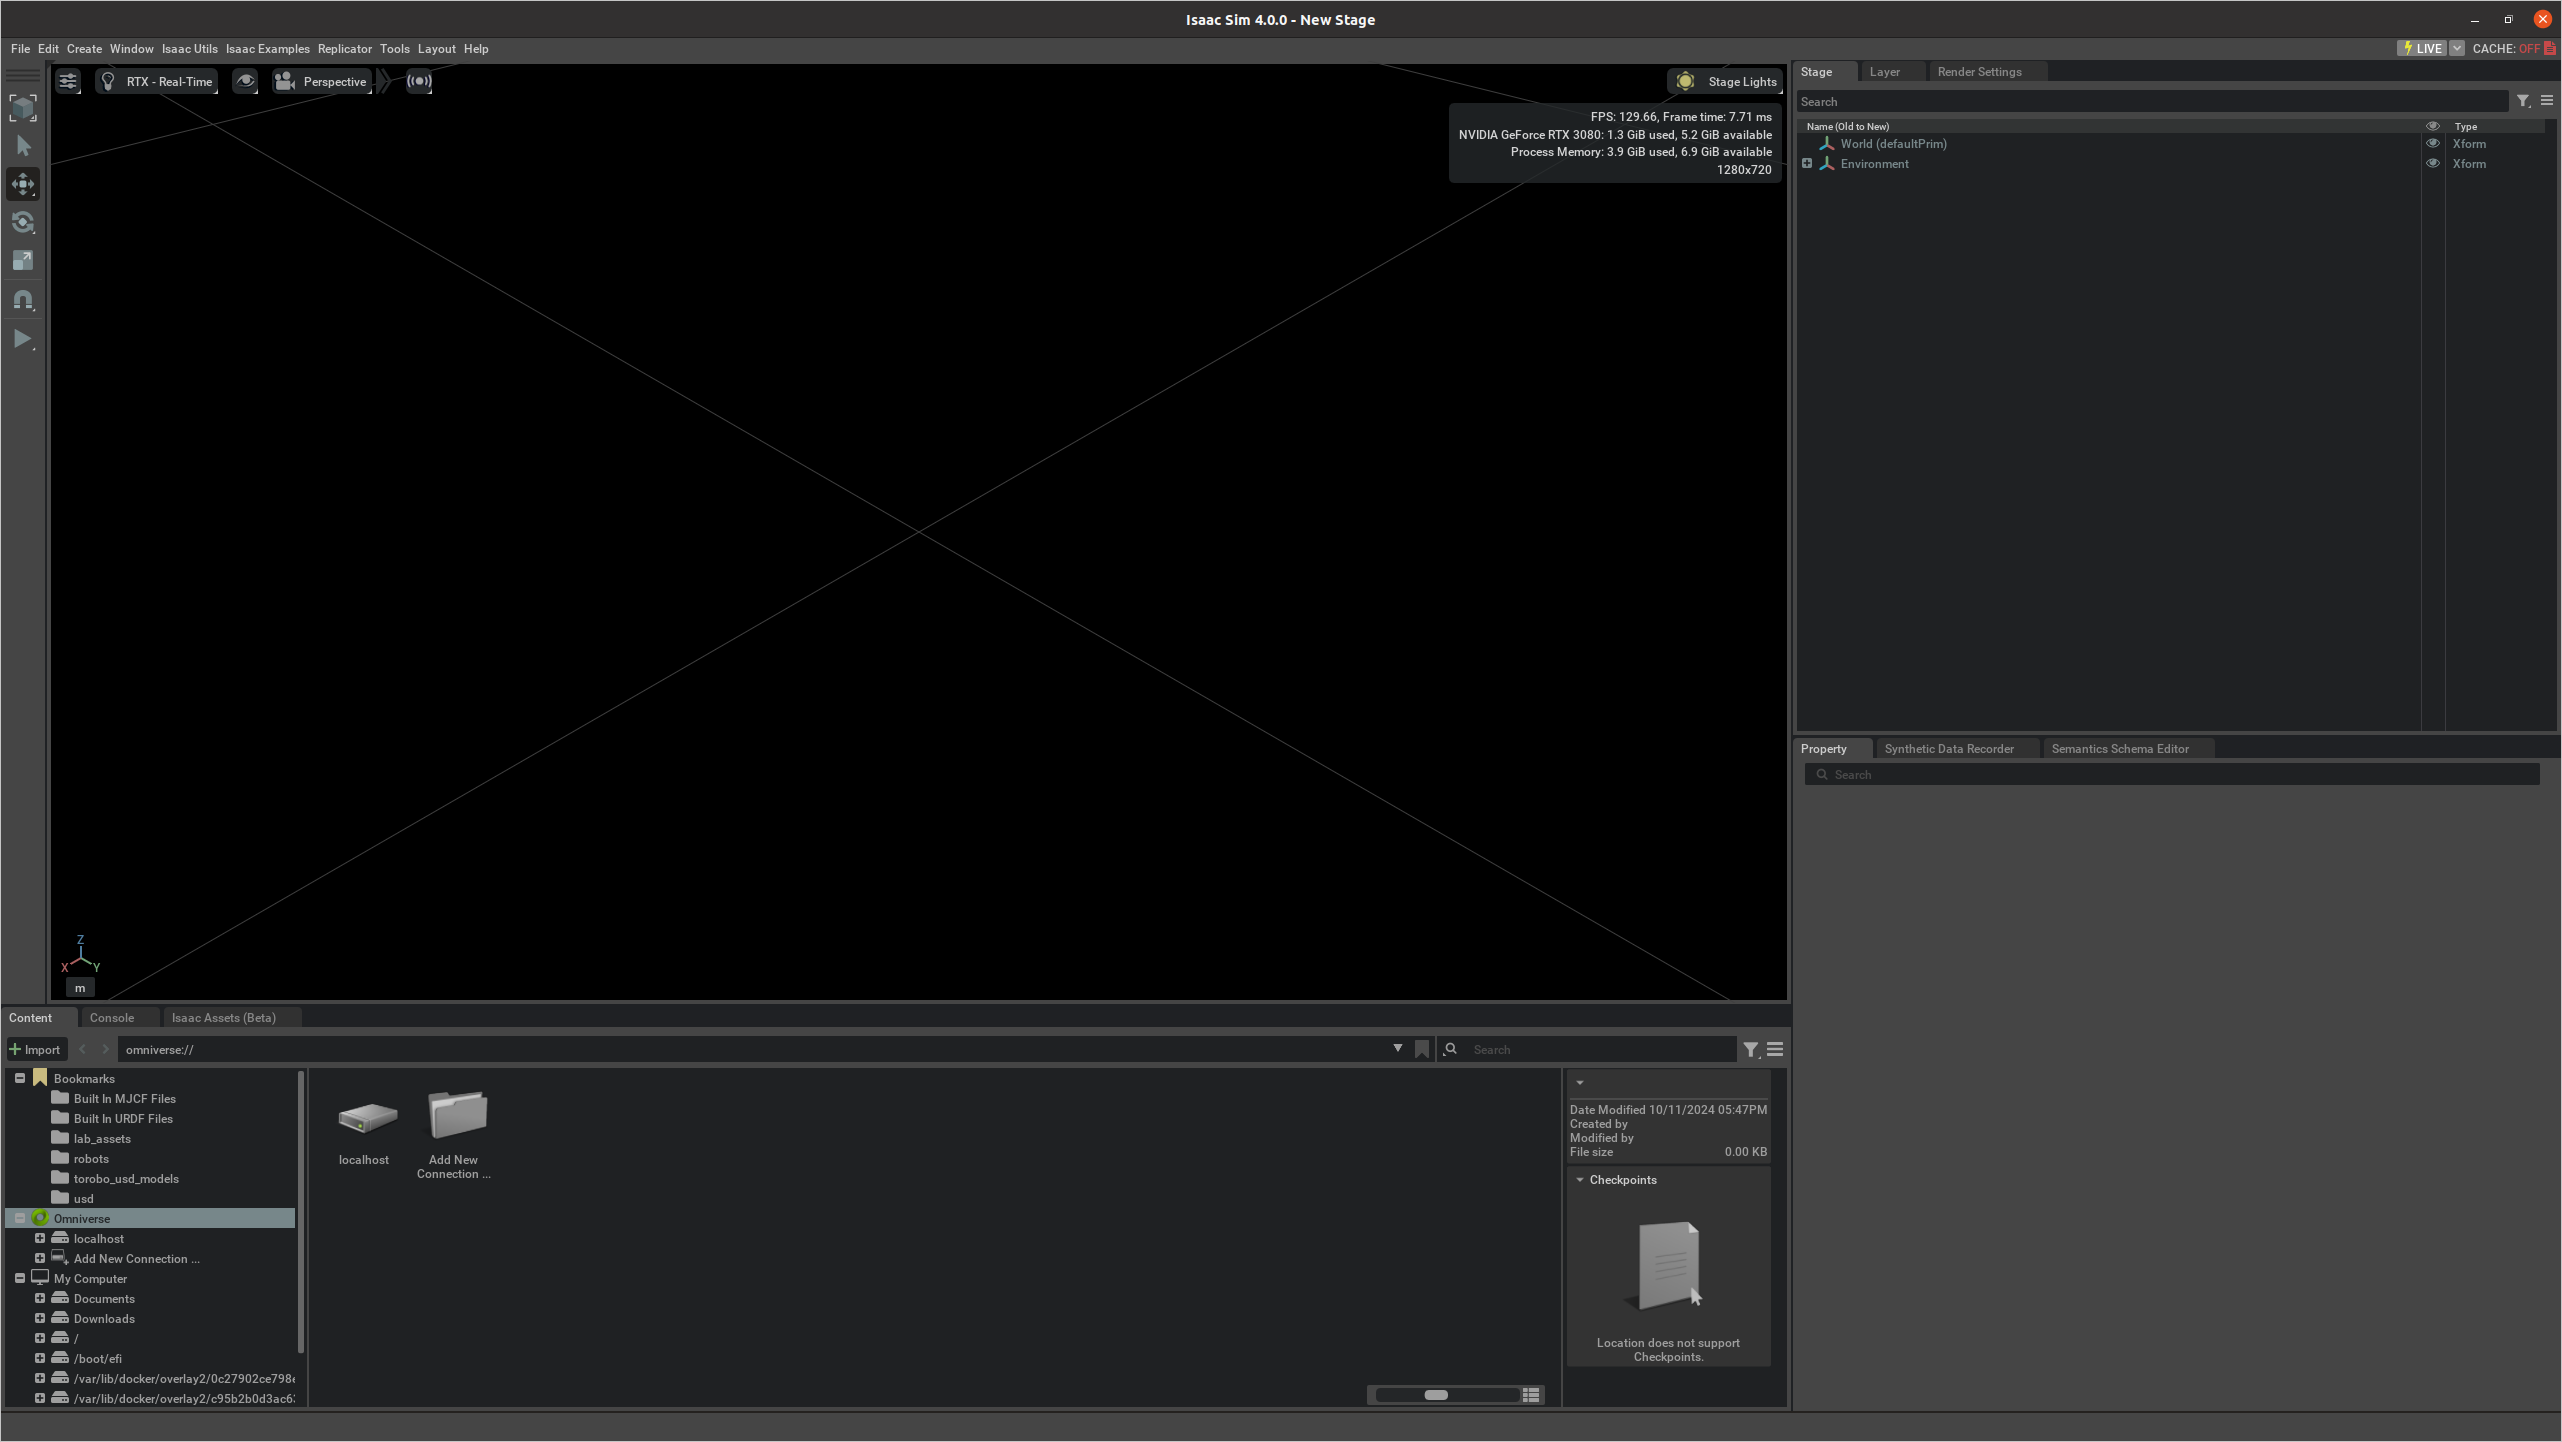 Isaac Sim 4.0.0 - New Stage
File Edit Create Window Isaac Utils Isaac Examples Replicator Tools Layout Help
LIVE CACHE: OFF
RTX - Real-Time
Perspective
Stage Lights
FPS: 129.66, Frame time: 7.71 ms
NVIDIA GeForce RTX 3080: 1.3 GiB used, 5.2 GiB available
Process Memory: 3.9 GiB used, 6.9 GiB available
1280x720
Z
X Y
m
Stage Layer Render Settings
Search
Name (Old to New) Type
World (defaultPrim) Xform
Environment Xform
Property Synthetic Data Recorder Semantics Schema Editor
Search
Content Console Isaac Assets (Beta)
Import omniverse:// Search
Bookmarks
Built In MJCF Files
Built In URDF Files
lab_assets
robots
torobo_usd_models
usd
Omniverse
localhost
Add New Connection ...
My Computer
Documents
Downloads
/
/boot/efi
/var/lib/docker/overlay2/0c27902ce798
/var/lib/docker/overlay2/c95b2b0d3ac6
localhost
Add New
Connection ...
Date Modified 10/11/2024 05:47PM
Created by
Modified by
File size 0.00 KB
Checkpoints
Location does not support
Checkpoints.